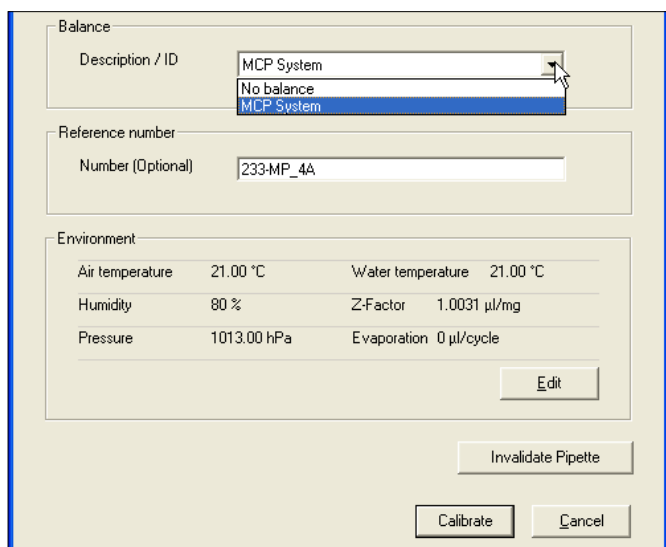 Balance
Description / ID MCP System
No balance
MCP System
Reference number
Number (Optional) 233-MP_4A
Environment
Air temperature 21.00 °C Water temperature 21.00 °C
Humidity 80 % Z-Factor 1.0031 µl/mg
Pressure 1013.00 hPa Evaporation 0 µl/cycle
Edit
Invalidate Pipette
Calibrate Cancel